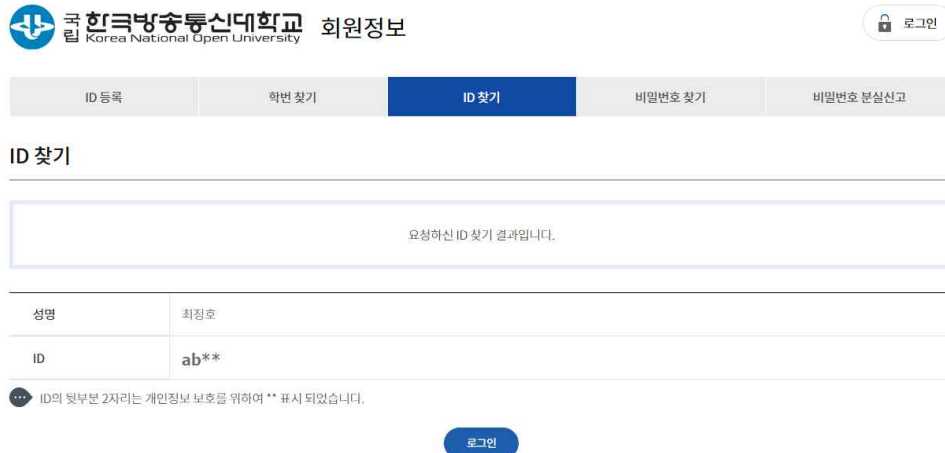 국립 한국방송통신대학교 회원정보
Korea National Open University
로그인
ID 등록 학번 찾기 ID 찾기 비밀번호 찾기 비밀번호 분실신고
ID 찾기
요청하신 ID 찾기 결과입니다.
성명 최정호
ID ab**
ID의 뒷부분 2자리는 개인정보 보호를 위하여 ** 표시 되었습니다.
로그인